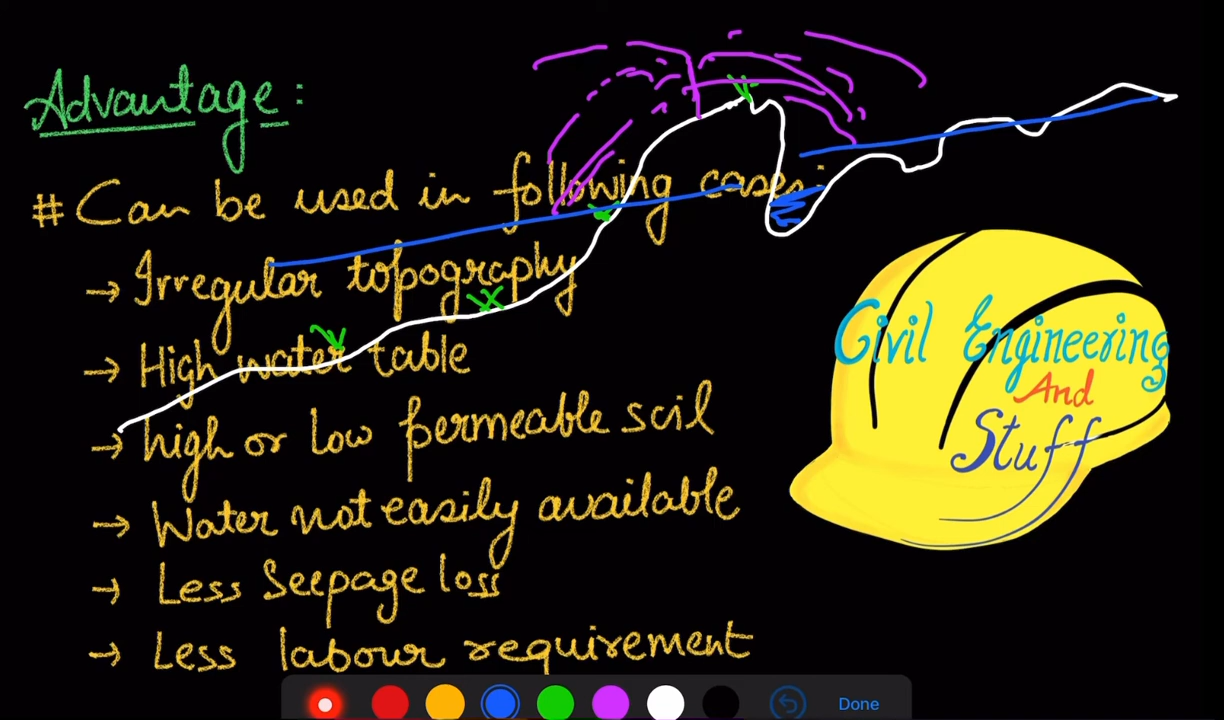 Advantage:
# Can be used in following cases:
→ Irregular topography
→ High water table
→ high or low permeable soil
→ Water not easily available
→ Less Seepage loss
→ Less labour requirement
Civil Engineering
And
Stuff
Done